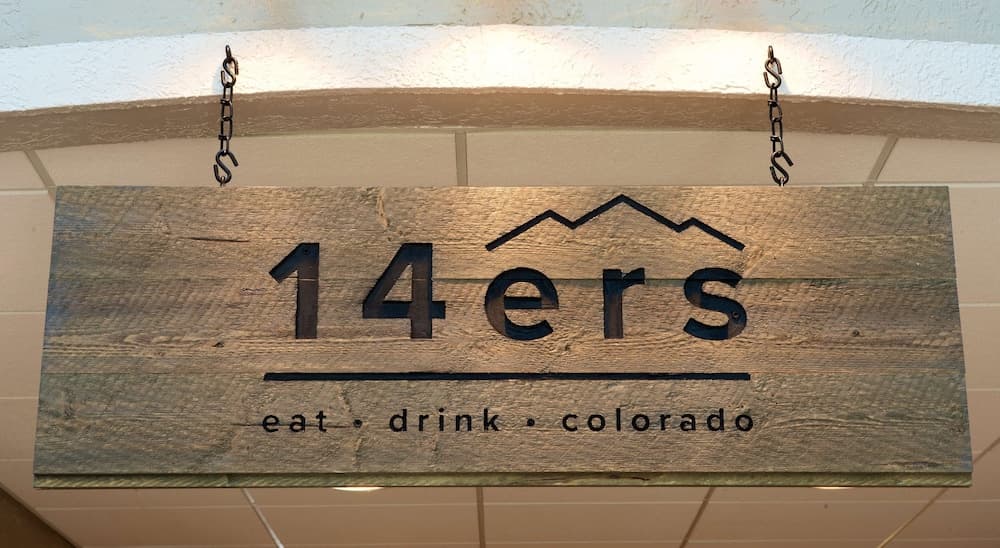 14ers
eat • drink • colorado